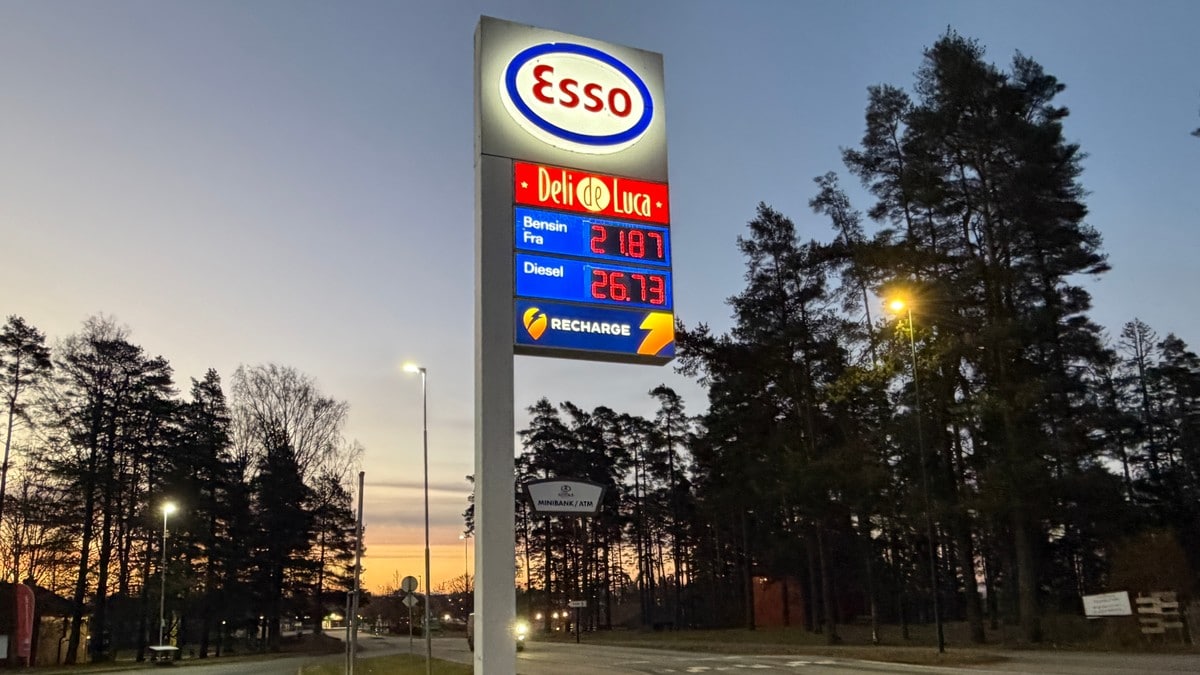 Esso
Deli de Luca
Bensin
Fra
21.87
Diesel
26.73
RECHARGE
MINIBANK / ATM